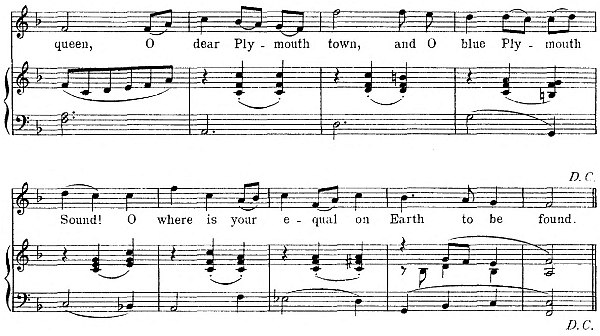 queen, O dear Ply - mouth town, and O blue Ply - mouth
D.C.
Sound! O where is your e - qual on Earth to be found.
D.C.